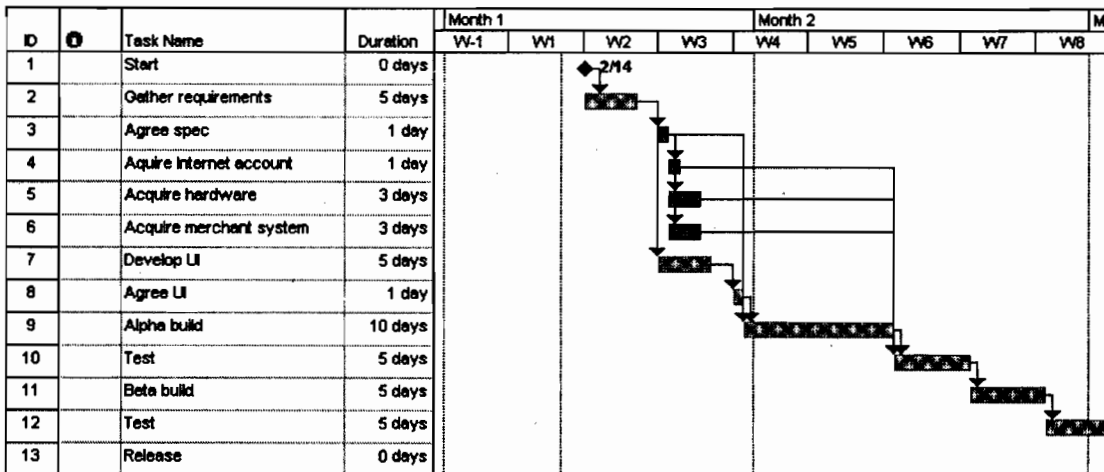 Month 1 Month 2 M
ID Task Name Duration W-1 W1 W2 W3 W4 W5 W6 W7 W8
1 Start 0 days 2/14
2 Gather requirements 5 days
3 Agree spec 1 day
4 Aquire Internet account 1 day
5 Acquire hardware 3 days
6 Acquire merchant system 3 days
7 Develop UI 5 days
8 Agree UI 1 day
9 Alpha build 10 days
10 Test 5 days
11 Beta build 5 days
12 Test 5 days
13 Release 0 days